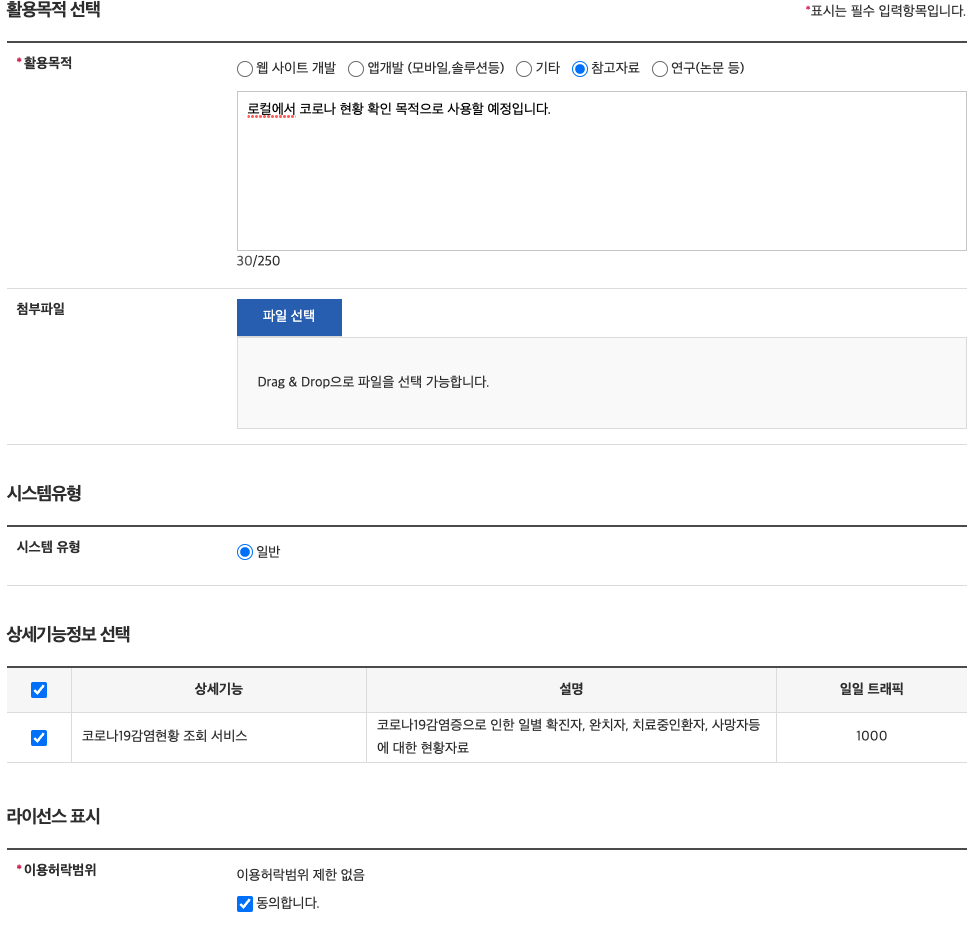 활용목적 선택
*표시는 필수 입력항목입니다.
*활용목적
웹 사이트 개발 앱개발 (모바일,솔루션등) 기타 참고자료 연구(논문 등)
로컬에서 코로나 현황 확인 목적으로 사용할 예정입니다.
30/250
첨부파일
파일 선택
Drag & Drop으로 파일을 선택 가능합니다.
시스템유형
시스템 유형
일반
상세기능정보 선택
상세기능 설명 일일 트래픽
코로나19감염현황 조회 서비스
코로나19감염증으로 인한 일별 확진자, 완치자, 치료중인환자, 사망자등
에 대한 현황자료
1000
라이선스 표시
*이용허락범위
이용허락범위 제한 없음
동의합니다.